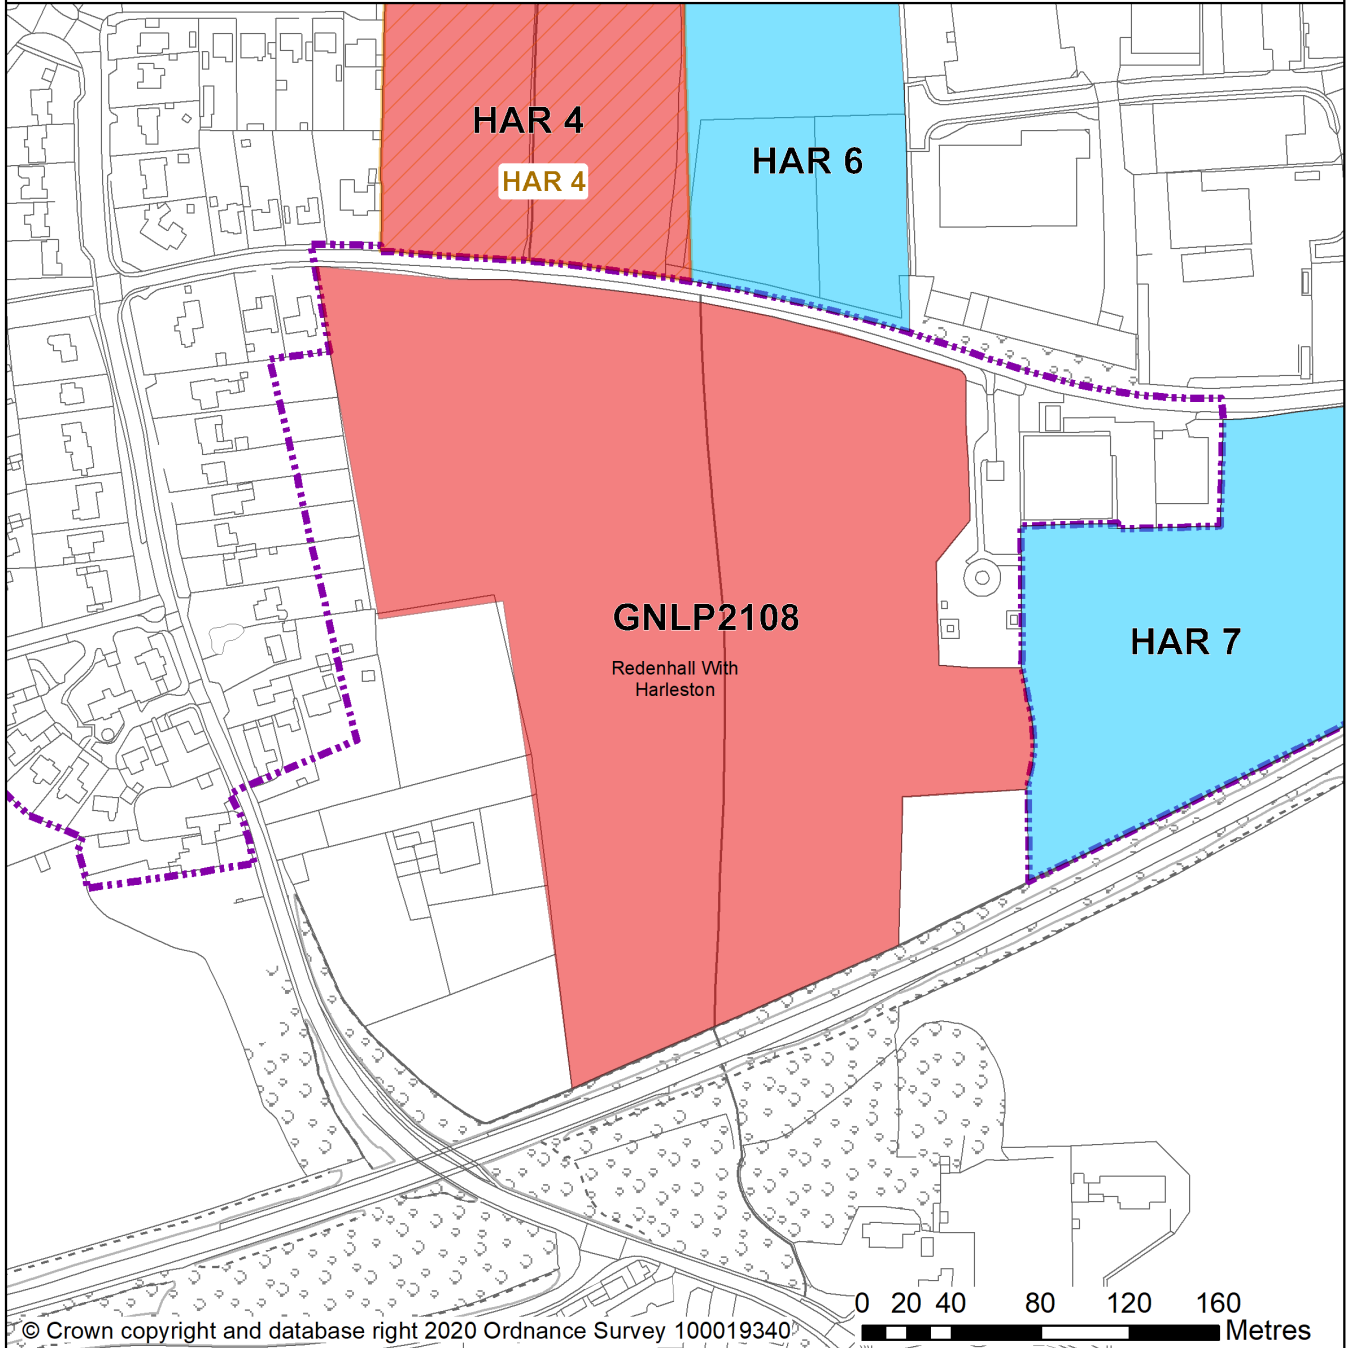 HAR 4
HAR 4
HAR 6
GNLP2108
Redenhall With
Harleston
HAR 7
0 20 40 80 120 160
Metres
© Crown copyright and database right 2020 Ordnance Survey 100019340